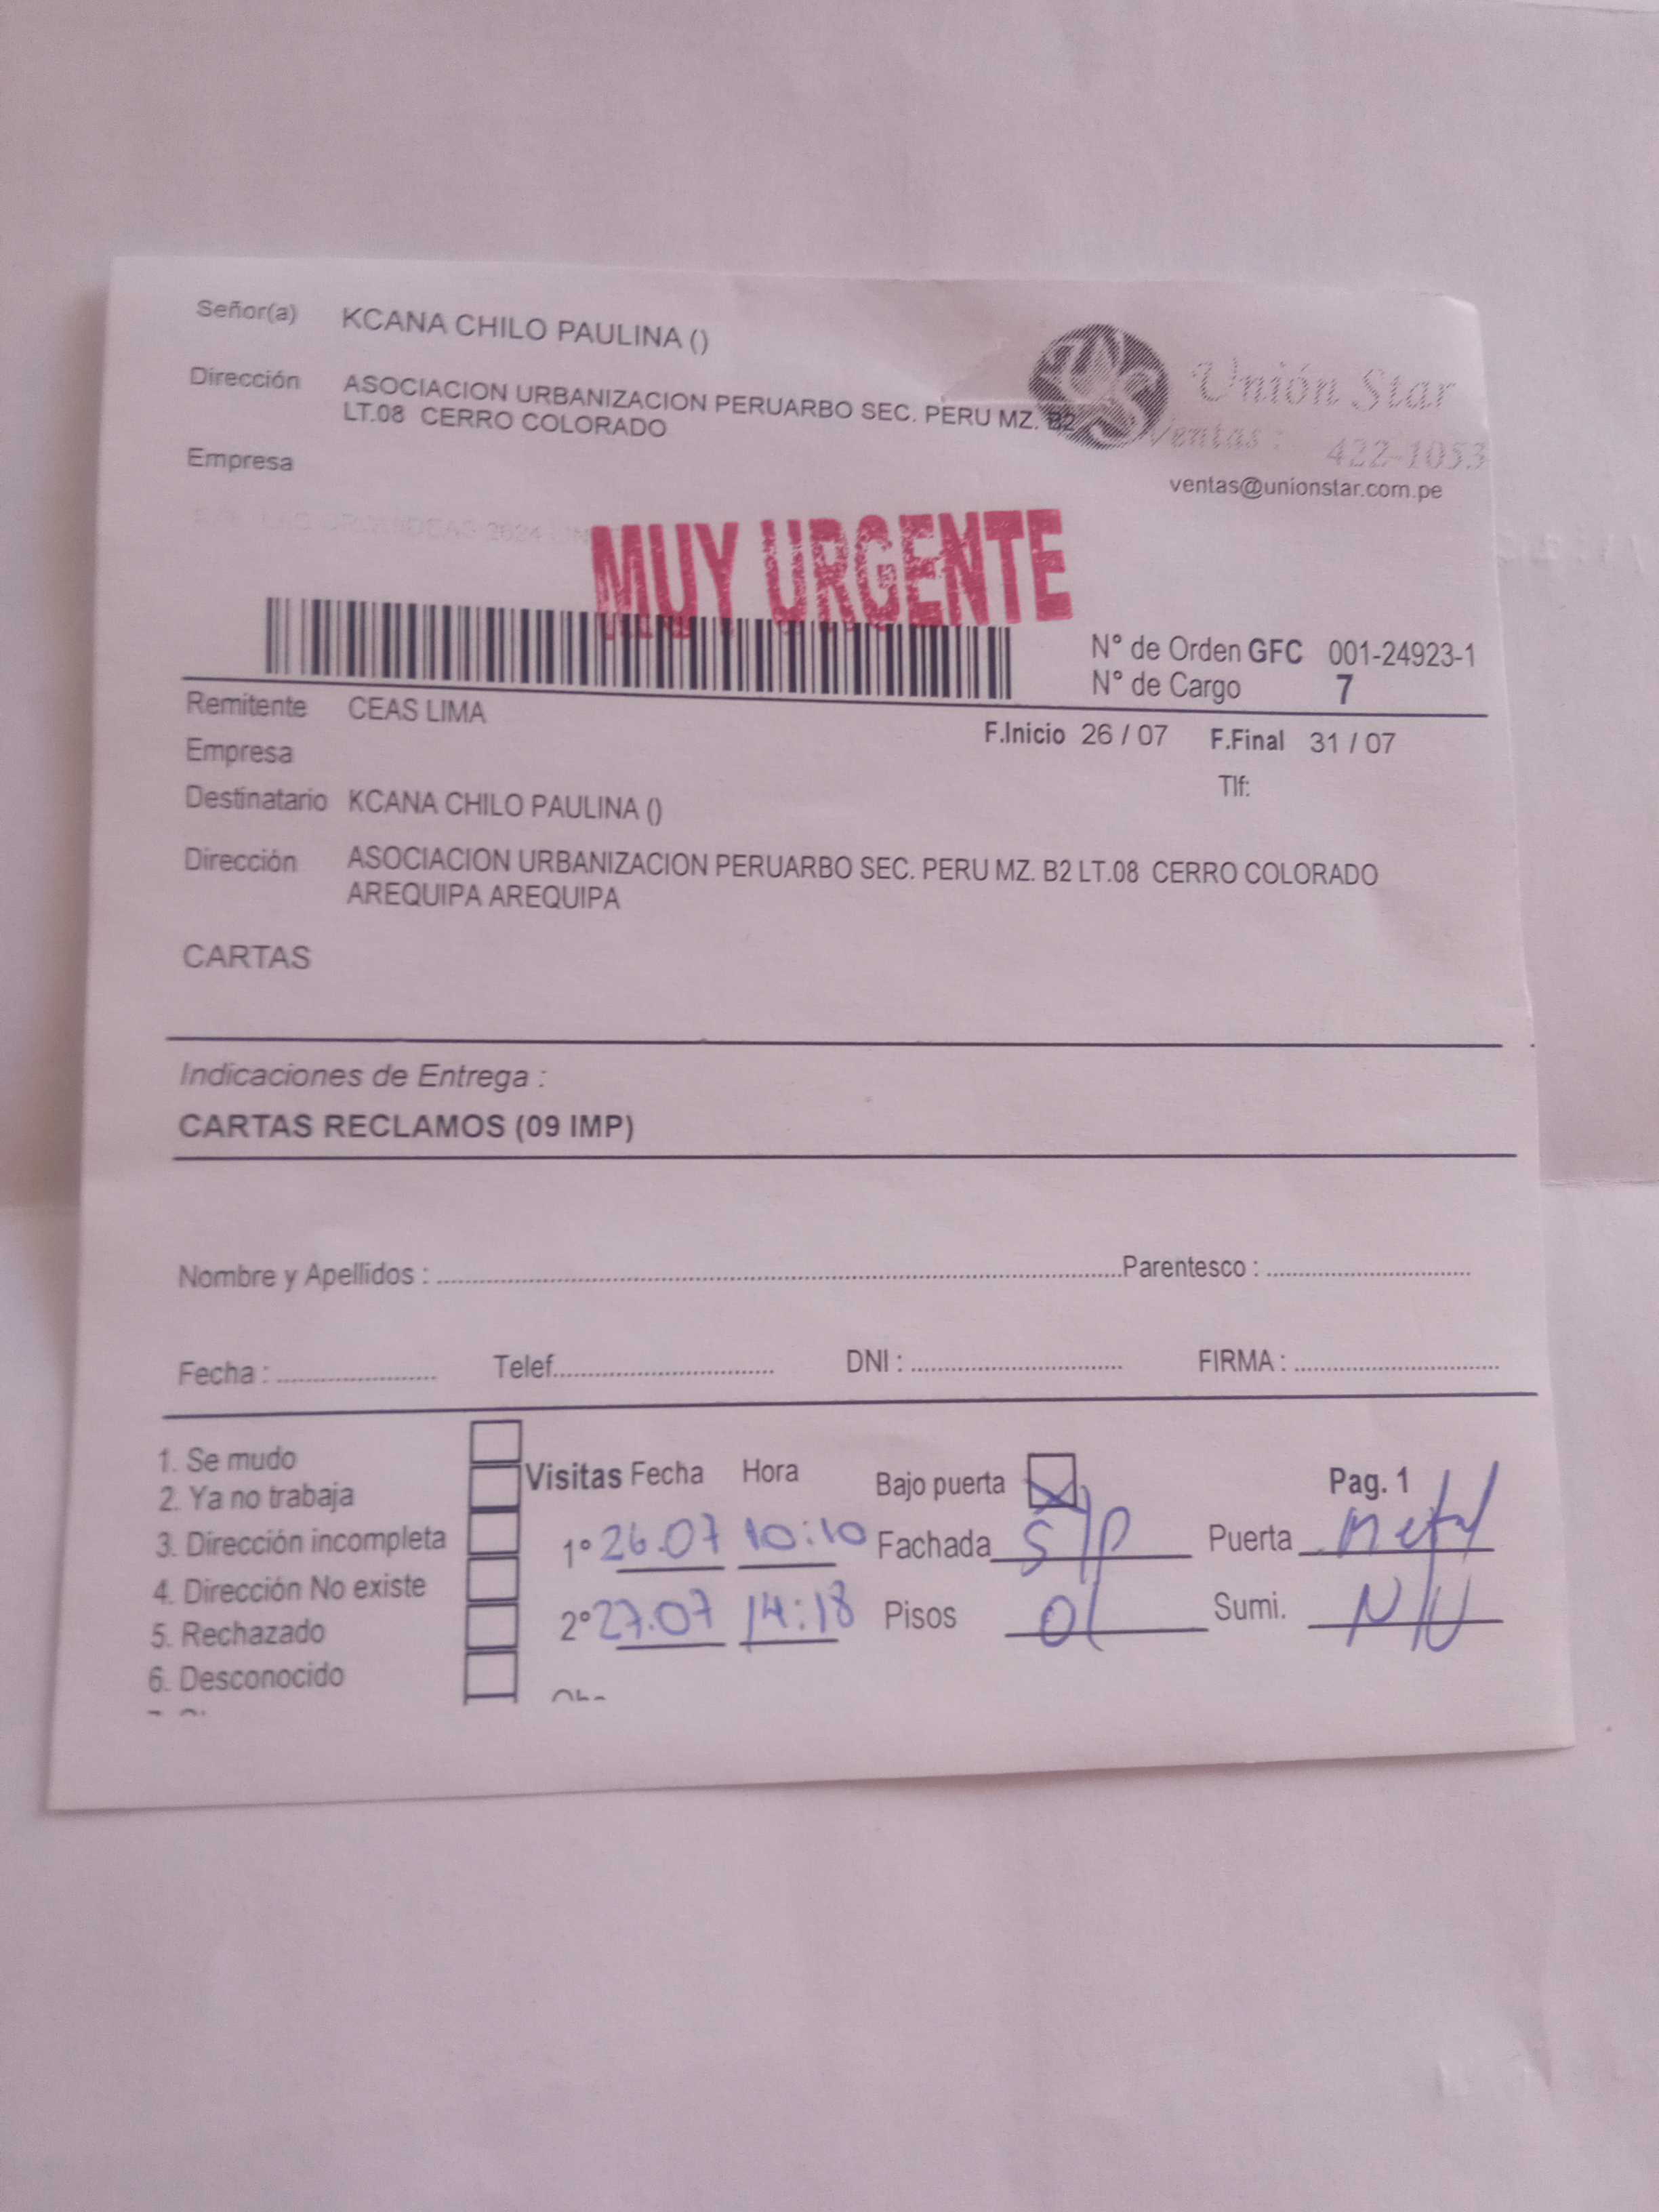 Señor(a) KCANA CHILO PAULINA ()
Dirección ASOCIACION URBANIZACION PERUARBO SEC. PERU MZ. B2
LT.08 CERRO COLORADO
Empresa
Unión Star
Ventas : 422-1053
ventas@unionstar.com.pe
MUY URGENTE
N° de Orden GFC 001-24923-1
N° de Cargo 7
Remitente CEAS LIMA
F.Inicio 26 / 07 F.Final 31 / 07
Empresa
Tlf:
Destinatario KCANA CHILO PAULINA ()
Dirección ASOCIACION URBANIZACION PERUARBO SEC. PERU MZ. B2 LT.08 CERRO COLORADO
AREQUIPA AREQUIPA
CARTAS
Indicaciones de Entrega :
CARTAS RECLAMOS (09 IMP)
Nombre y Apellidos : Parentesco :
Fecha : Telef. DNI : FIRMA :
1. Se mudo
2. Ya no trabaja
3. Dirección incompleta
4. Dirección No existe
5. Rechazado
6. Desconocido
Visitas Fecha Hora Bajo puerta Pag. 1
1° 26.07 10:10 Fachada S/P Puerta Metal
2° 27.07 14:18 Pisos 01 Sumi. N/U